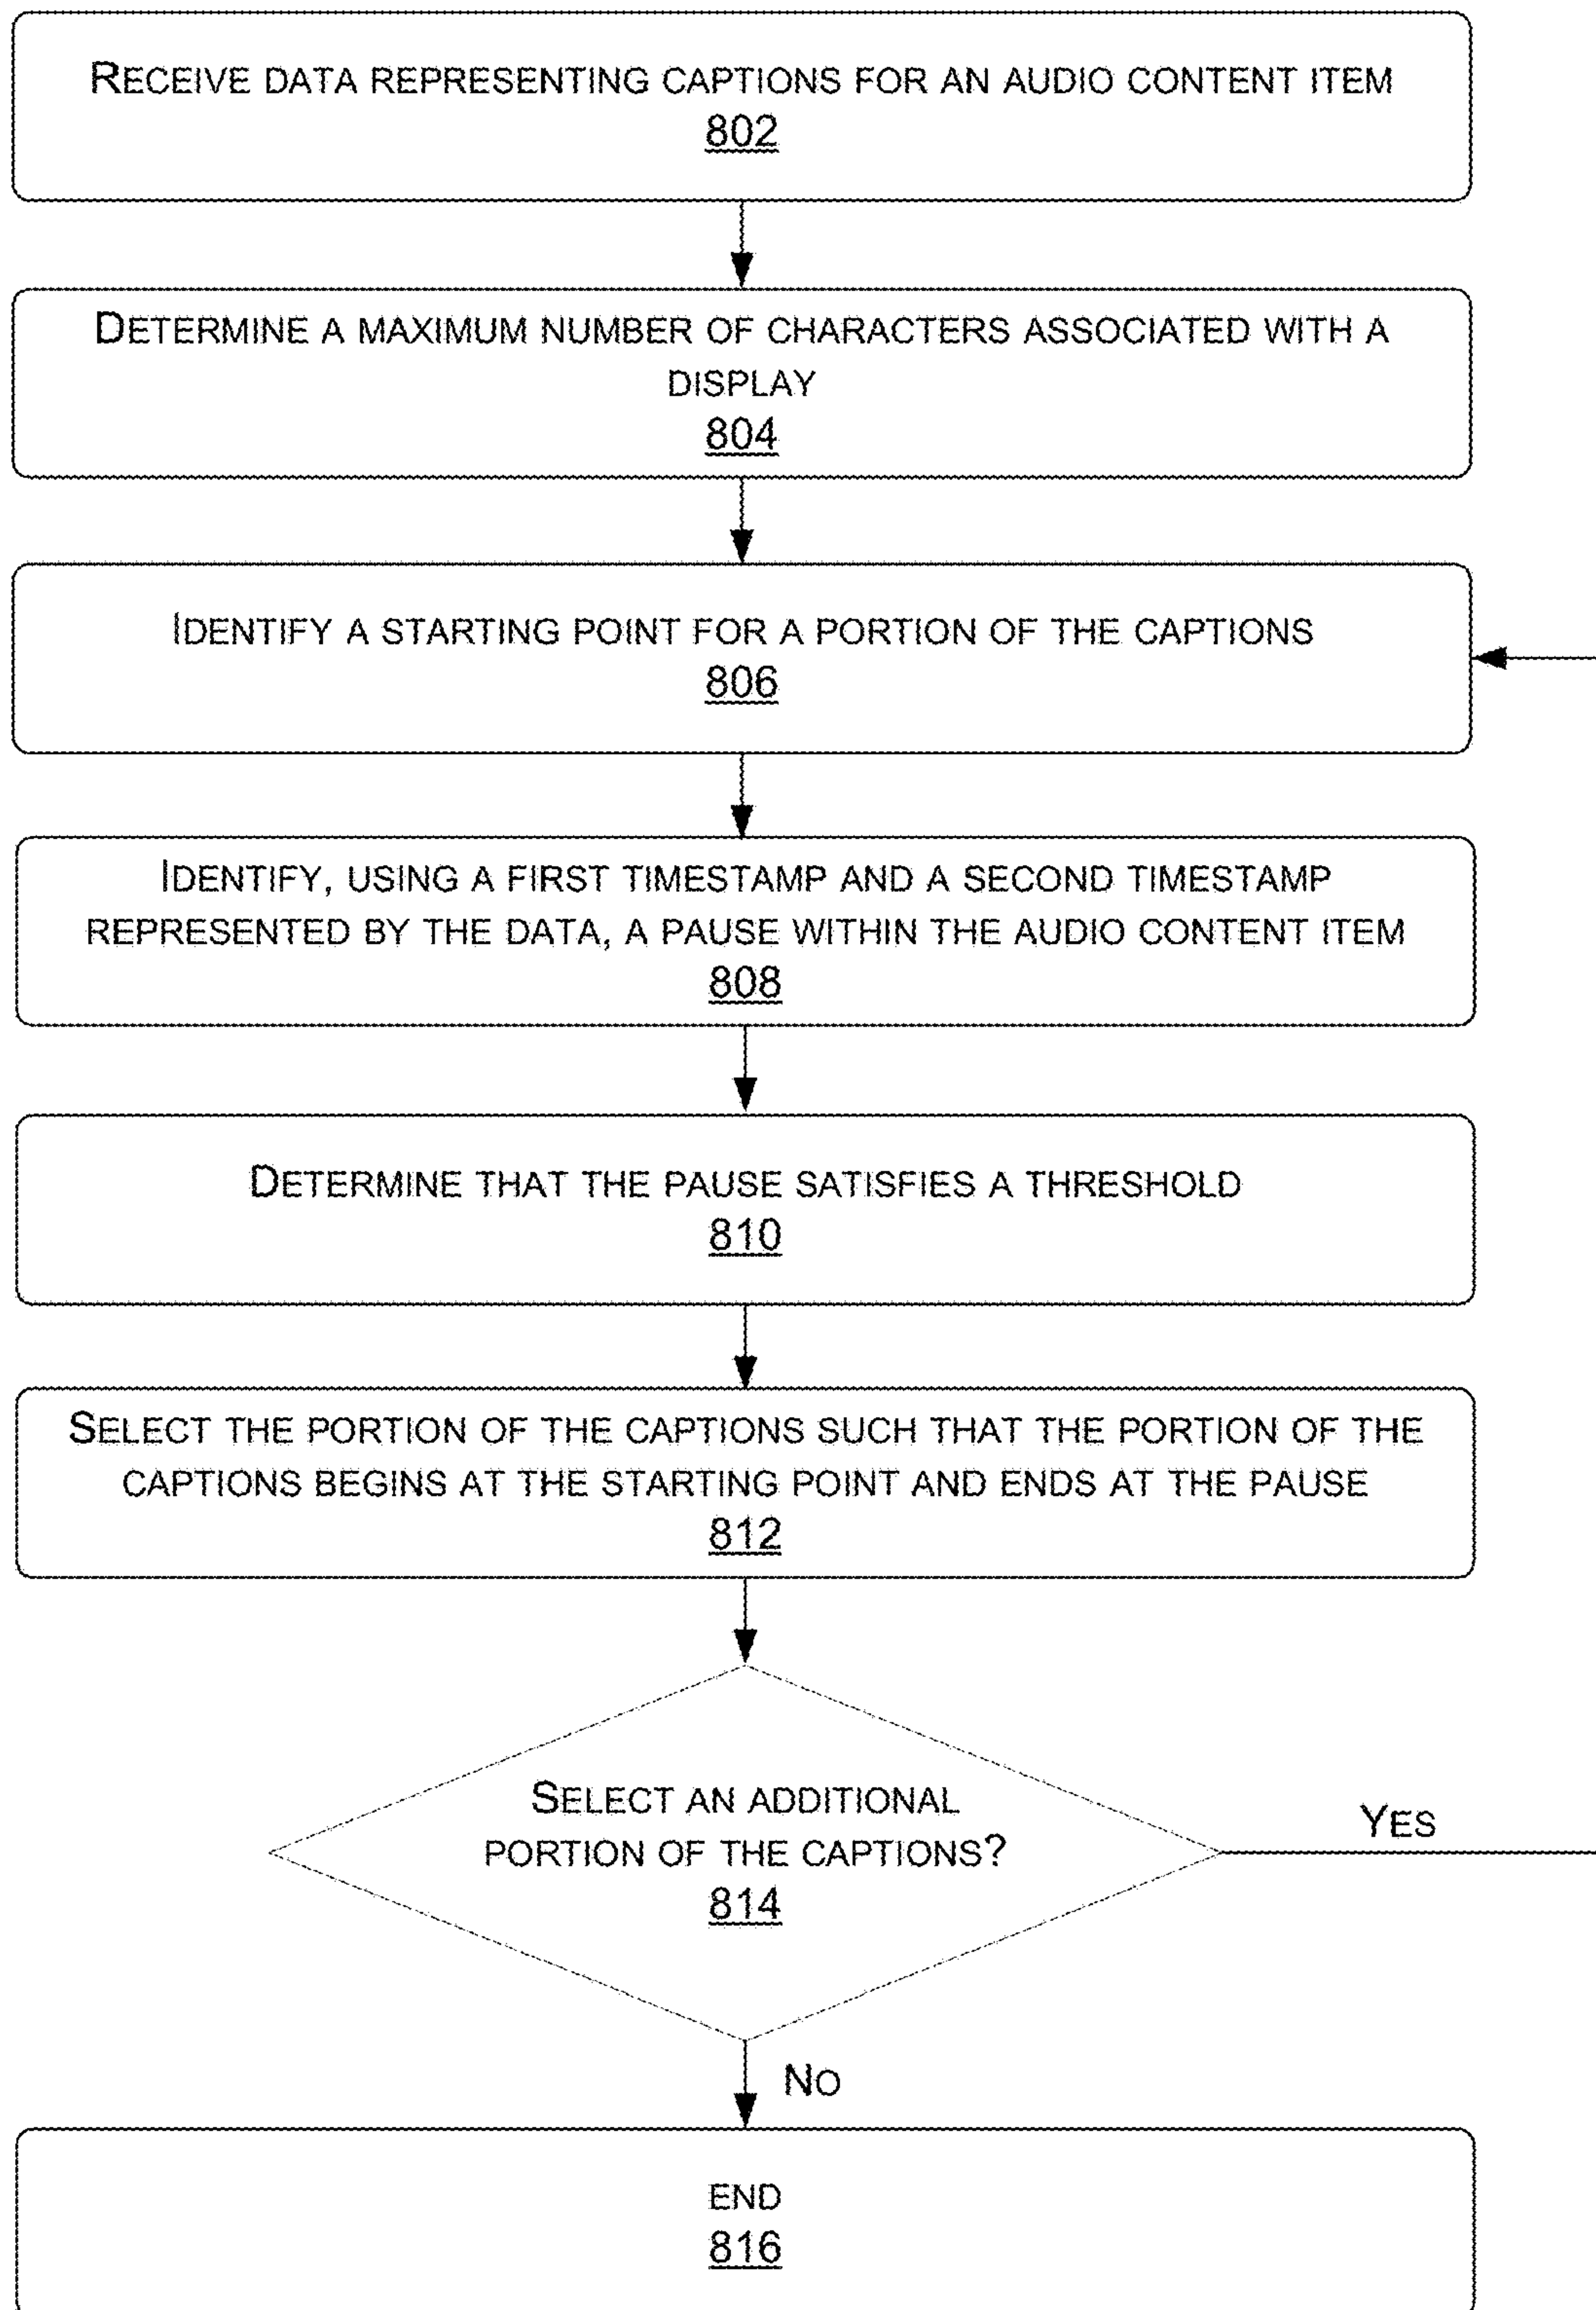 RECEIVE DATA REPRESENTING CAPTIONS FOR AN AUDIO CONTENT ITEM
802
DETERMINE A MAXIMUM NUMBER OF CHARACTERS ASSOCIATED WITH A
DISPLAY
804
IDENTIFY A STARTING POINT FOR A PORTION OF THE CAPTIONS
806
IDENTIFY, USING A FIRST TIMESTAMP AND A SECOND TIMESTAMP
REPRESENTED BY THE DATA, A PAUSE WITHIN THE AUDIO CONTENT ITEM
808
DETERMINE THAT THE PAUSE SATISFIES A THRESHOLD
810
SELECT THE PORTION OF THE CAPTIONS SUCH THAT THE PORTION OF THE
CAPTIONS BEGINS AT THE STARTING POINT AND ENDS AT THE PAUSE
812
SELECT AN ADDITIONAL
PORTION OF THE CAPTIONS?
814
YES
NO
END
816